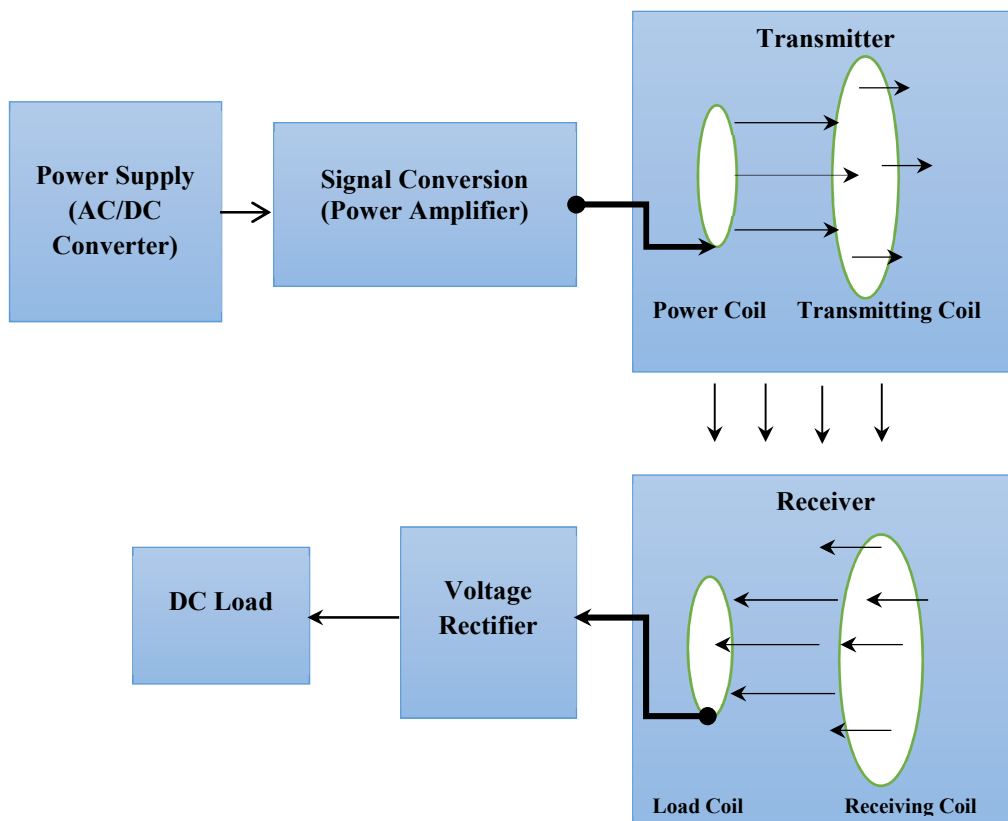 Transmitter
Power Supply
(AC/DC
Converter)
Signal Conversion
(Power Amplifier)
Power Coil
Transmitting Coil
Receiver
DC Load
Voltage
Rectifier
Load Coil
Receiving Coil